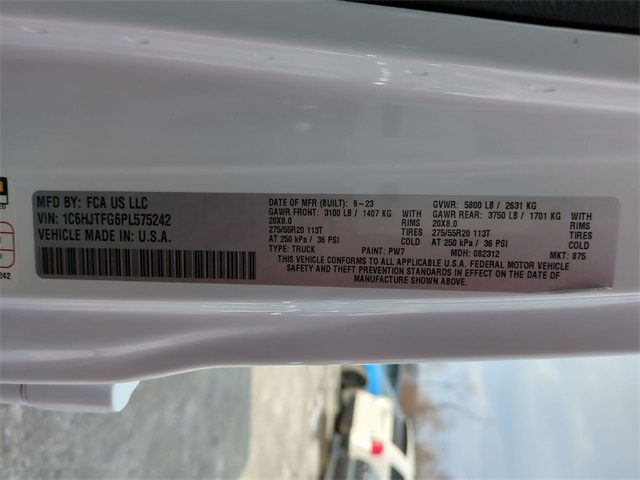 MFD BY: FCA US LLC
VIN: 1C6HJTFG6PL575242
VEHICLE MADE IN: U.S.A.
DATE OF MFR (BUILT): 9-23
GAWR FRONT: 3100 LB / 1407 KG WITH
20X8.0 RIMS
275/55R20 113T TIRES
AT 250 kPa / 36 PSI COLD
TYPE: TRUCK PAINT: PW7
GVWR: 5800 LB / 2631 KG
GAWR REAR: 3750 LB / 1701 KG WITH
20X8.0 RIMS
275/55R20 113T TIRES
AT 250 kPa / 36 PSI COLD
MDH: 082312 MKT: 875
THIS VEHICLE CONFORMS TO ALL APPLICABLE U.S.A. FEDERAL MOTOR VEHICLE
SAFETY AND THEFT PREVENTION STANDARDS IN EFFECT ON THE DATE OF
MANUFACTURE SHOWN ABOVE.
242